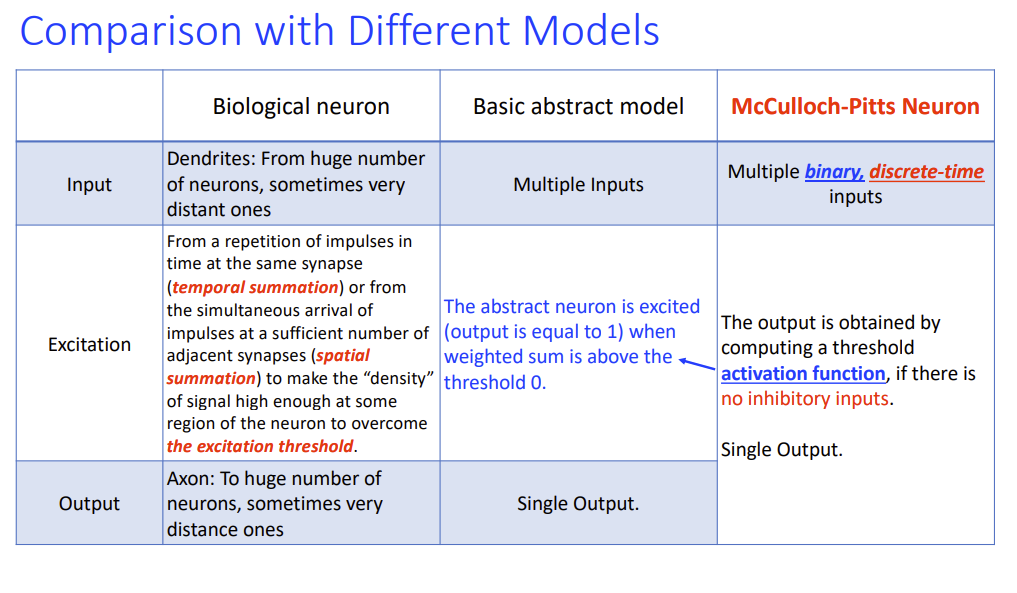 Comparison with Different Models
Biological neuron
Basic abstract model
McCulloch-Pitts Neuron
Input
Dendrites: From huge number
of neurons, sometimes very
distant ones
Multiple Inputs
Multiple binary, discrete-time
inputs
Excitation
From a repetition of impulses in
time at the same synapse
(temporal summation) or from
the simultaneous arrival of
impulses at a sufficient number of
adjacent synapses (spatial
summation) to make the “density”
of signal high enough at some
region of the neuron to overcome
the excitation threshold.
The abstract neuron is excited
(output is equal to 1) when
weighted sum is above the
threshold 0.
The output is obtained by
computing a threshold
activation function, if there is
no inhibitory inputs.
Single Output.
Output
Axon: To huge number of
neurons, sometimes very
distance ones
Single Output.